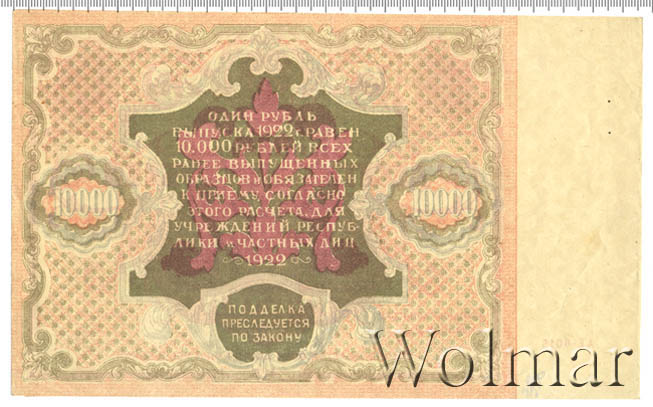 ОДИН РУБЛЬ
ВЫПУСКА 1922 г. РАВЕН
10.000 РУБЛЕЙ ВСЕХ
РАНЕЕ ВЫПУЩЕННЫХ
ОБРАЗЦОВ И ОБЯЗАТЕЛЕН
К ПРИЕМУ СОГЛАСНО
ЭТОГО РАСЧЕТА, ДЛЯ
УЧРЕЖДЕНИЙ РЕСПУБ-
ЛИКИ и ЧАСТНЫХ ЛИЦ
1922
10000
10000
ПОДДЕЛКА
ПРЕСЛЕДУЕТСЯ
ПО ЗАКОНУ
Wolmar